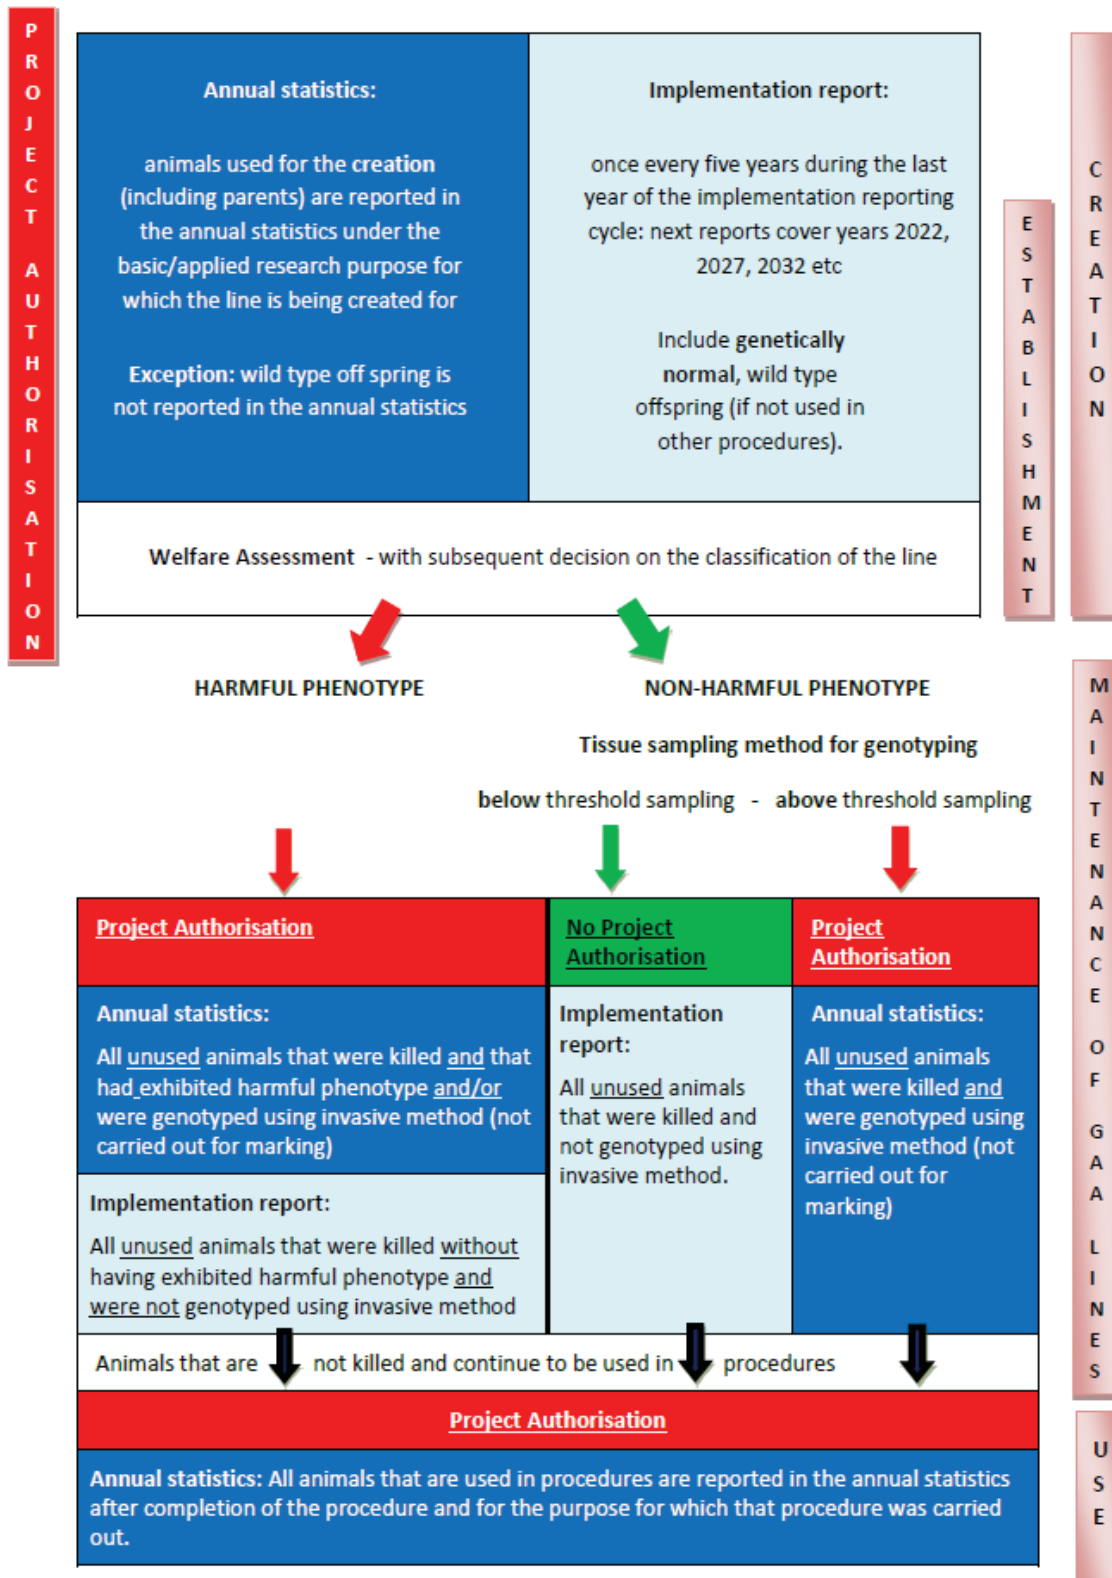 PROJECT AUTHORISATION
Annual statistics:
animals used for the creation
(including parents) are reported in
the annual statistics under the
basic/applied research purpose for
which the line is being created for
Exception: wild type off spring is
not reported in the annual statistics
Implementation report:
once every five years during the last
year of the implementation reporting
cycle: next reports cover years 2022,
2027, 2032 etc
Include genetically
normal, wild type
offspring (if not used in
other procedures).
ESTABLISHMENT
CREATION
Welfare Assessment - with subsequent decision on the classification of the line
HARMFUL PHENOTYPE
NON-HARMFUL PHENOTYPE
Tissue sampling method for genotyping
below threshold sampling - above threshold sampling
MAINTENANCE OF GAA LINES
Project Authorisation
Annual statistics:
All unused animals that were killed and that
had exhibited harmful phenotype and/or
were genotyped using invasive method (not
carried out for marking)
Implementation report:
All unused animals that were killed without
having exhibited harmful phenotype and
were not genotyped using invasive method
No Project
Authorisation
Implementation
report:
All unused animals
that were killed and
not genotyped using
invasive method.
Project
Authorisation
Annual statistics:
All unused animals
that were killed and
were genotyped using
invasive method (not
carried out for
marking)
Animals that are not killed and continue to be used in procedures
Project Authorisation
Annual statistics: All animals that are used in procedures are reported in the annual statistics
after completion of the procedure and for the purpose for which that procedure was carried
out.
USE